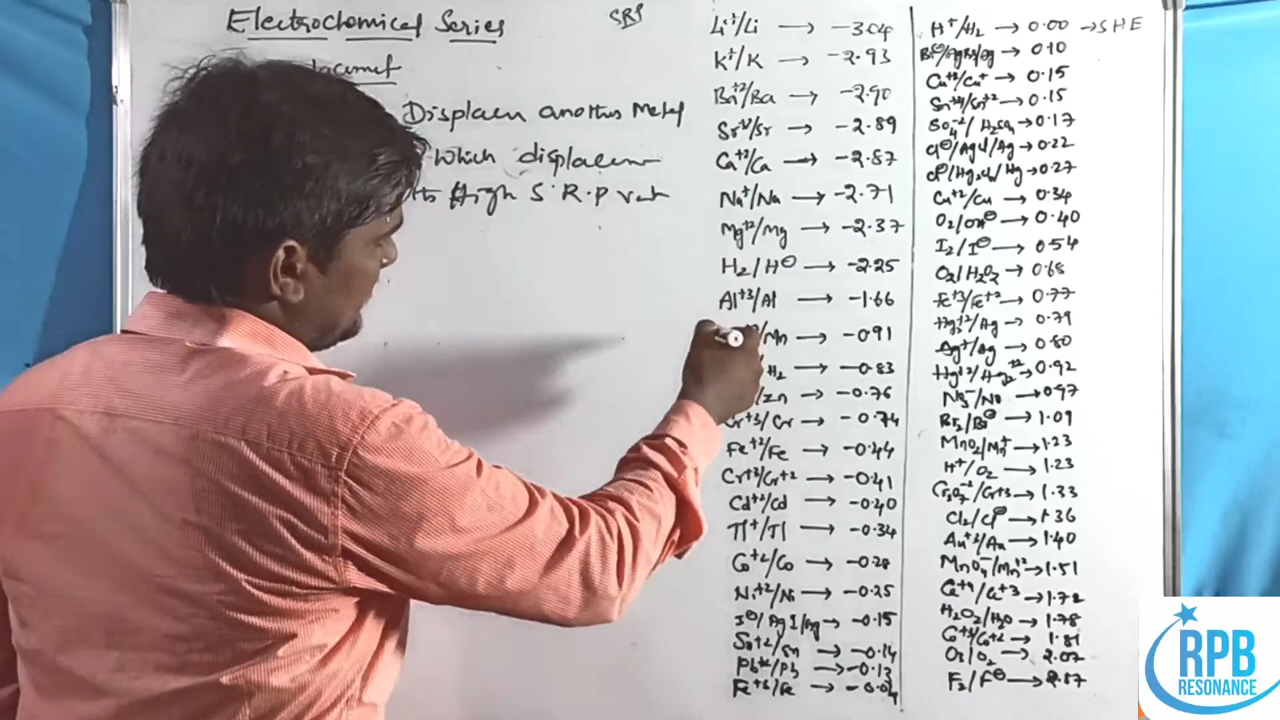 Electrochemical Series
SRP
Displacen another Metal
which displacem
High S.R.P val
Li⁺/Li → -3.04
K⁺/K → -2.93
Ba⁺²/Ba → -2.90
Sr⁺²/Sr → -2.89
Ca⁺²/Ca → -2.87
Na⁺/Na → -2.71
Mg⁺²/Mg → -2.37
H₂/H⊖ → -2.25
Al⁺³/Al → -1.66
/Mn → -0.91
H₂ → -0.83
/Zn → -0.76
Cr⁺³/Cr → -0.74
Fe⁺²/Fe → -0.44
Cr⁺³/Cr⁺² → -0.41
Cd⁺²/Cd → -0.40
Tl⁺/Tl → -0.34
Co⁺²/Co → -0.28
Ni⁺²/Ni → -0.25
I⊖/AgI/Ag → -0.15
Sn⁺²/Sn → -0.14
Pb⁺²/Pb → -0.13
Fe⁺³/Fe → -0.04
H⁺/H₂ → 0.00 → SHE
Br⊖/AgBr/Ag → 0.10
Cu⁺²/Cu⁺ → 0.15
Sn⁺⁴/Sn⁺² → 0.15
SO₄⁻²/H₂SO₃ → 0.17
Cl⊖/AgCl/Ag → 0.22
Cl⊖/Hg₂Cl₂/Hg → 0.27
Cu⁺²/Cu → 0.34
O₂/OH⊖ → 0.40
I₂/I⊖ → 0.54
O₂/H₂O₂ → 0.68
Fe⁺³/Fe⁺² → 0.77
Hg₂⁺²/Hg → 0.79
Ag⁺/Ag → 0.80
Hg⁺²/Hg₂⁺² → 0.92
NO₃⁻/NO → 0.97
Br₂/Br⊖ → 1.09
MnO₂/Mn⁺ → 1.23
H⁺/O₂ → 1.23
Cr₂O₇⁻²/Cr⁺³ → 1.33
Cl₂/Cl⊖ → 1.36
Au⁺³/Au → 1.40
MnO₄⁻/Mn⁺² → 1.51
Ce⁺⁴/Ce⁺³ → 1.72
H₂O₂/H₂O → 1.78
Co⁺³/Co⁺² → 1.81
O₃/O₂ → 2.07
F₂/F⊖ → 2.87
RPB
RESONANCE